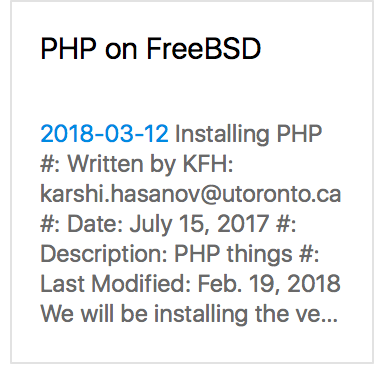 PHP on FreeBSD
2018-03-12 Installing PHP
#: Written by KFH:
karshi.hasanov@utoronto.ca
#: Date: July 15, 2017 #:
Description: PHP things #:
Last Modified: Feb. 19, 2018
We will be installing the ve...